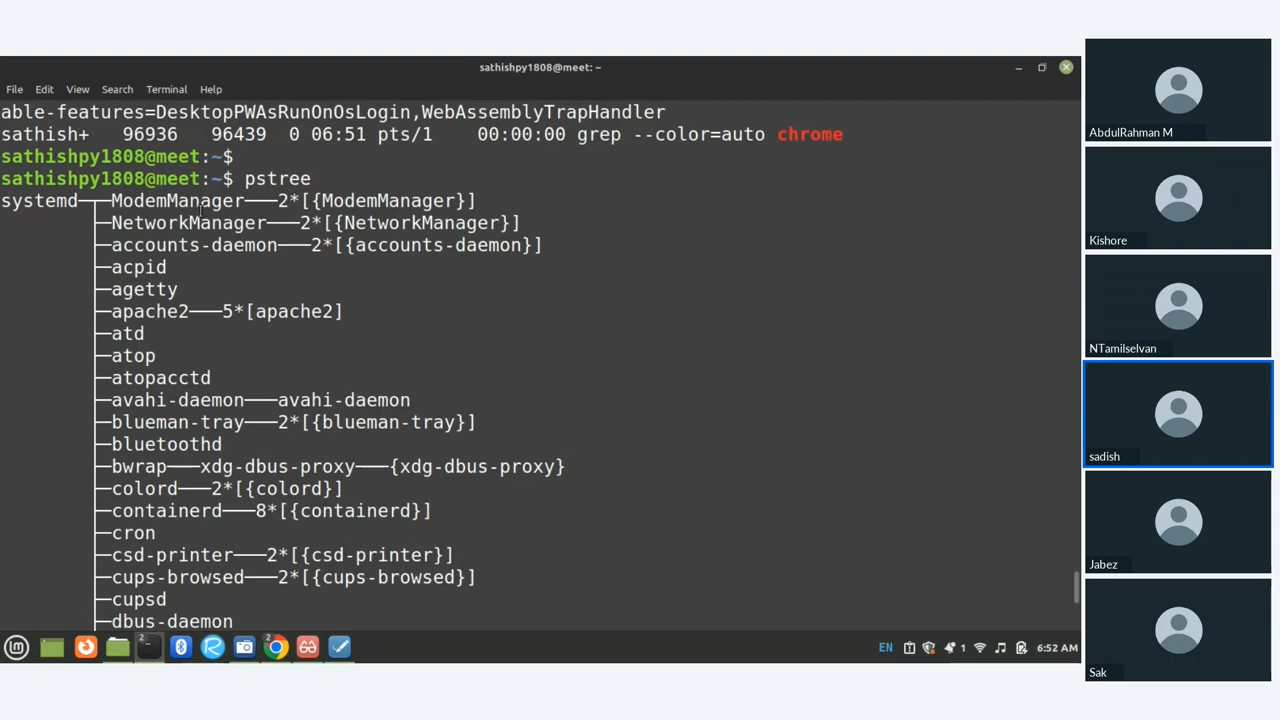 sathishpy1808@meet: ~
File Edit View Search Terminal Help
able-features=DesktopPWAsRunOnOsLogin,WebAssemblyTrapHandler
sathish+   96936   96439  0 06:51 pts/1    00:00:00 grep --color=auto chrome
sathishpy1808@meet:~$
sathishpy1808@meet:~$ pstree
systemd─┬─ModemManager───2*[{ModemManager}]
├─NetworkManager───2*[{NetworkManager}]
├─accounts-daemon───2*[{accounts-daemon}]
├─acpid
├─agetty
├─apache2───5*[apache2]
├─atd
├─atop
├─atopacctd
├─avahi-daemon───avahi-daemon
├─blueman-tray───2*[{blueman-tray}]
├─bluetoothd
├─bwrap───xdg-dbus-proxy───{xdg-dbus-proxy}
├─colord───2*[{colord}]
├─containerd───8*[{containerd}]
├─cron
├─csd-printer───2*[{csd-printer}]
├─cups-browsed───2*[{cups-browsed}]
├─cupsd
├─dbus-daemon
2 2 EN 1 6:52 AM
AbdulRahman M
Kishore
NTamilselvan
sadish
Jabez
Sak